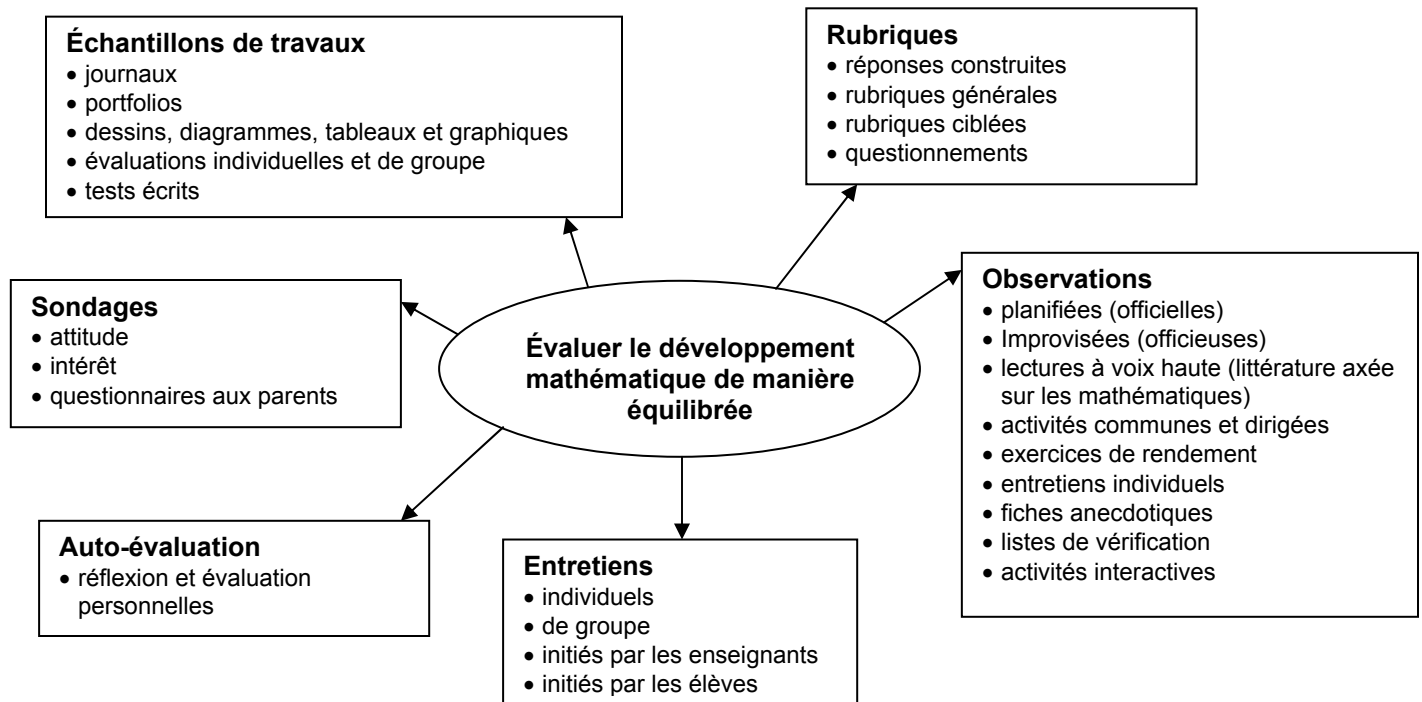 Échantillons de travaux
• journaux
• portfolios
• dessins, diagrammes, tableaux et graphiques
• évaluations individuelles et de groupe
• tests écrits
Rubriques
• réponses construites
• rubriques générales
• rubriques ciblées
• questionnements
Sondages
• attitude
• intérêt
• questionnaires aux parents
Évaluer le développement
mathématique de manière
équilibrée
Observations
• planifiées (officielles)
• Improvisées (officieuses)
• lectures à voix haute (littérature axée
sur les mathématiques)
• activités communes et dirigées
• exercices de rendement
• entretiens individuels
• fiches anecdotiques
• listes de vérification
• activités interactives
Auto-évaluation
• réflexion et évaluation
personnelles
Entretiens
• individuels
• de groupe
• initiés par les enseignants
• initiés par les élèves